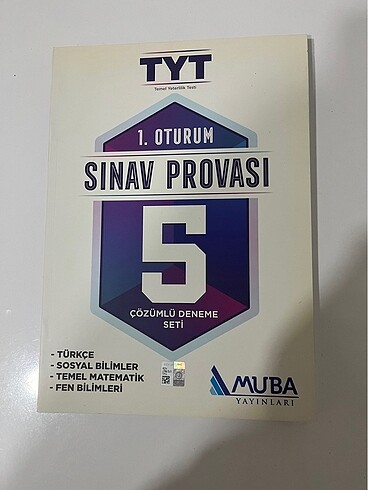 TYT
Temel Yeterlilik Testi
1. OTURUM
SINAV PROVASI
5
ÇÖZÜMLÜ DENEME
SETİ
- TÜRKÇE
- SOSYAL BİLİMLER
- TEMEL MATEMATİK
- FEN BİLİMLERİ
MUBA
YAYINLARI